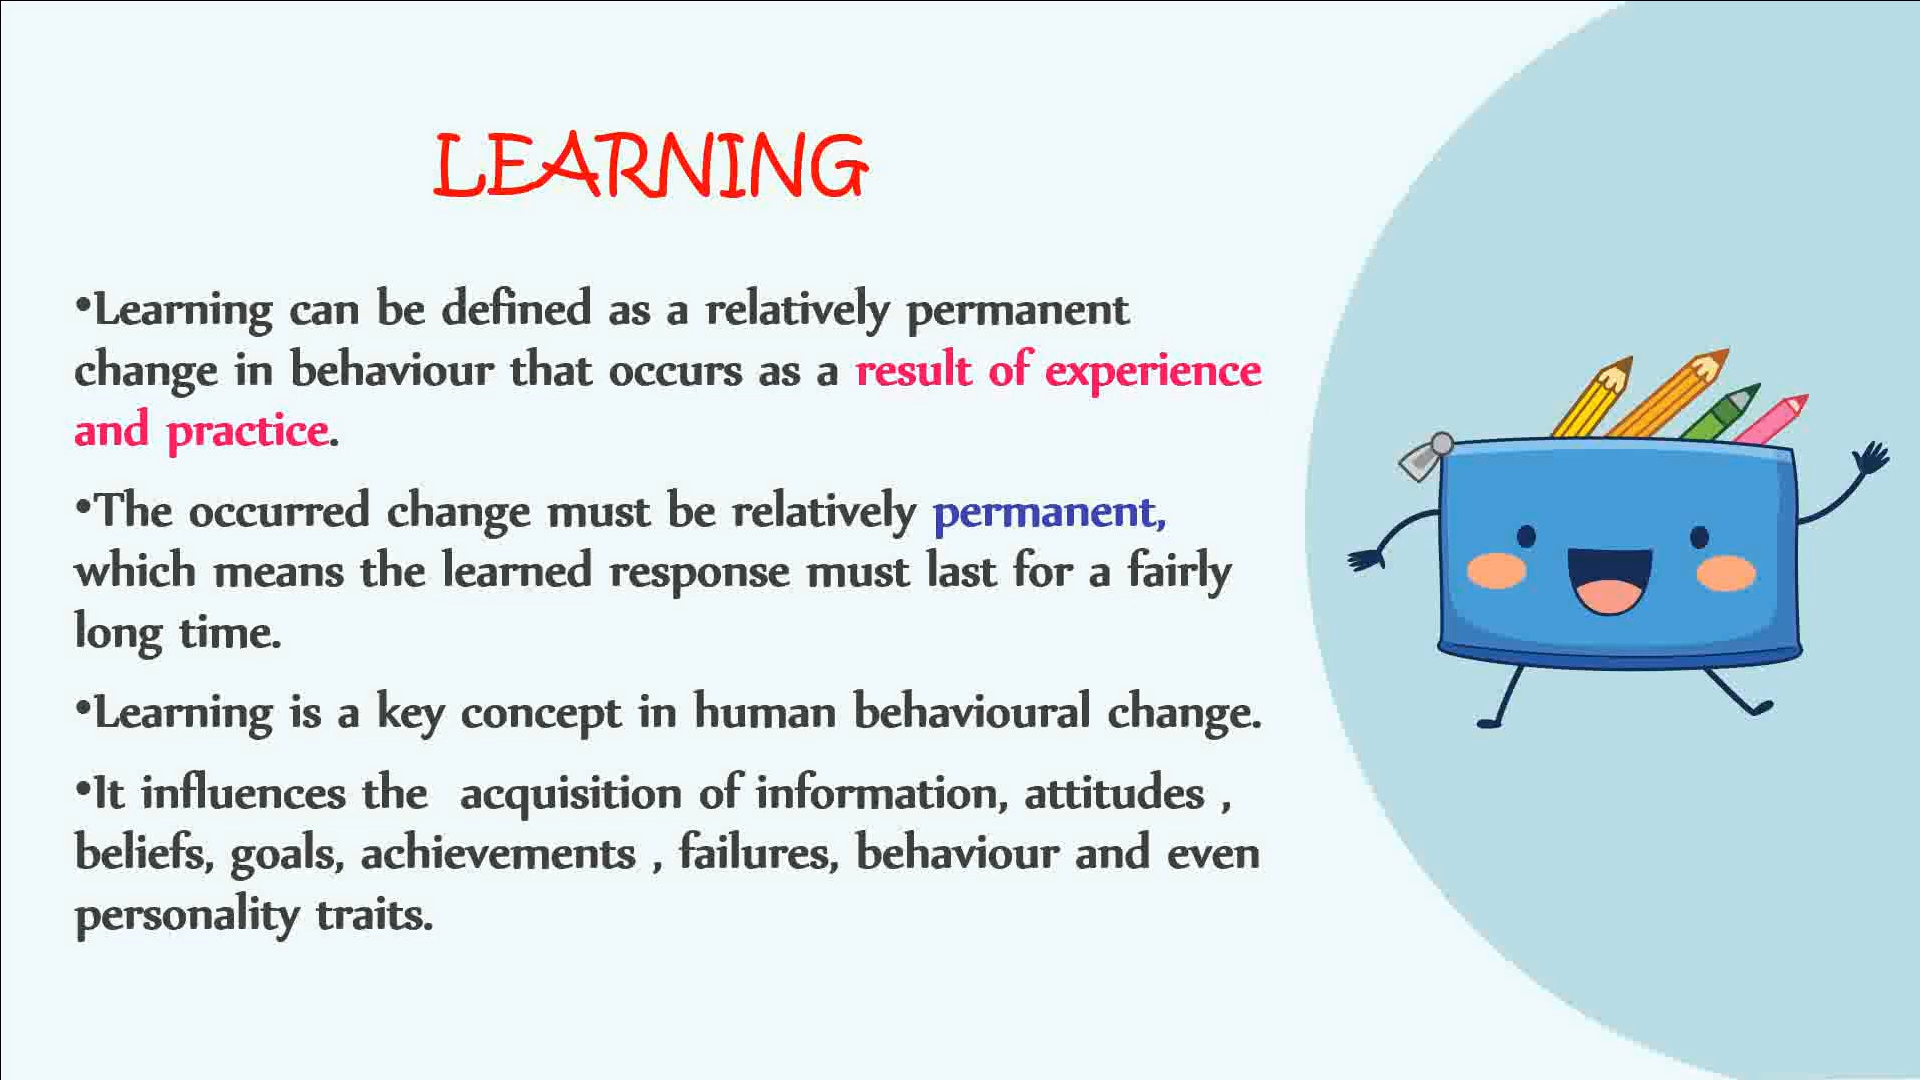 LEARNING
•Learning can be defined as a relatively permanent
change in behaviour that occurs as a result of experience
and practice.
•The occurred change must be relatively permanent,
which means the learned response must last for a fairly
long time.
•Learning is a key concept in human behavioural change.
•It influences the  acquisition of information, attitudes ,
beliefs, goals, achievements , failures, behaviour and even
personality traits.